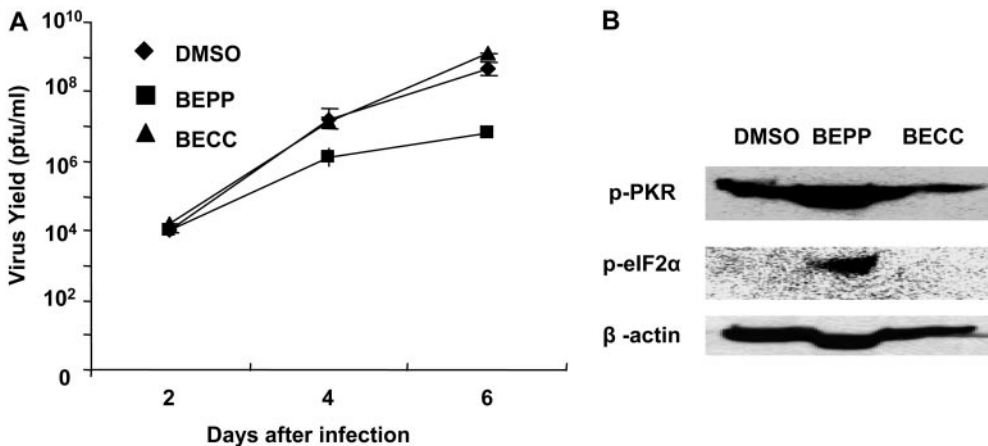 A
Virus Yield (pfu/ml)
10^10
10^8
10^6
10^4
10^2
0
DMSO
BEPP
BECC
2 4 6
Days after infection
B
DMSO BEPP BECC
p-PKR
p-eIF2α
β -actin